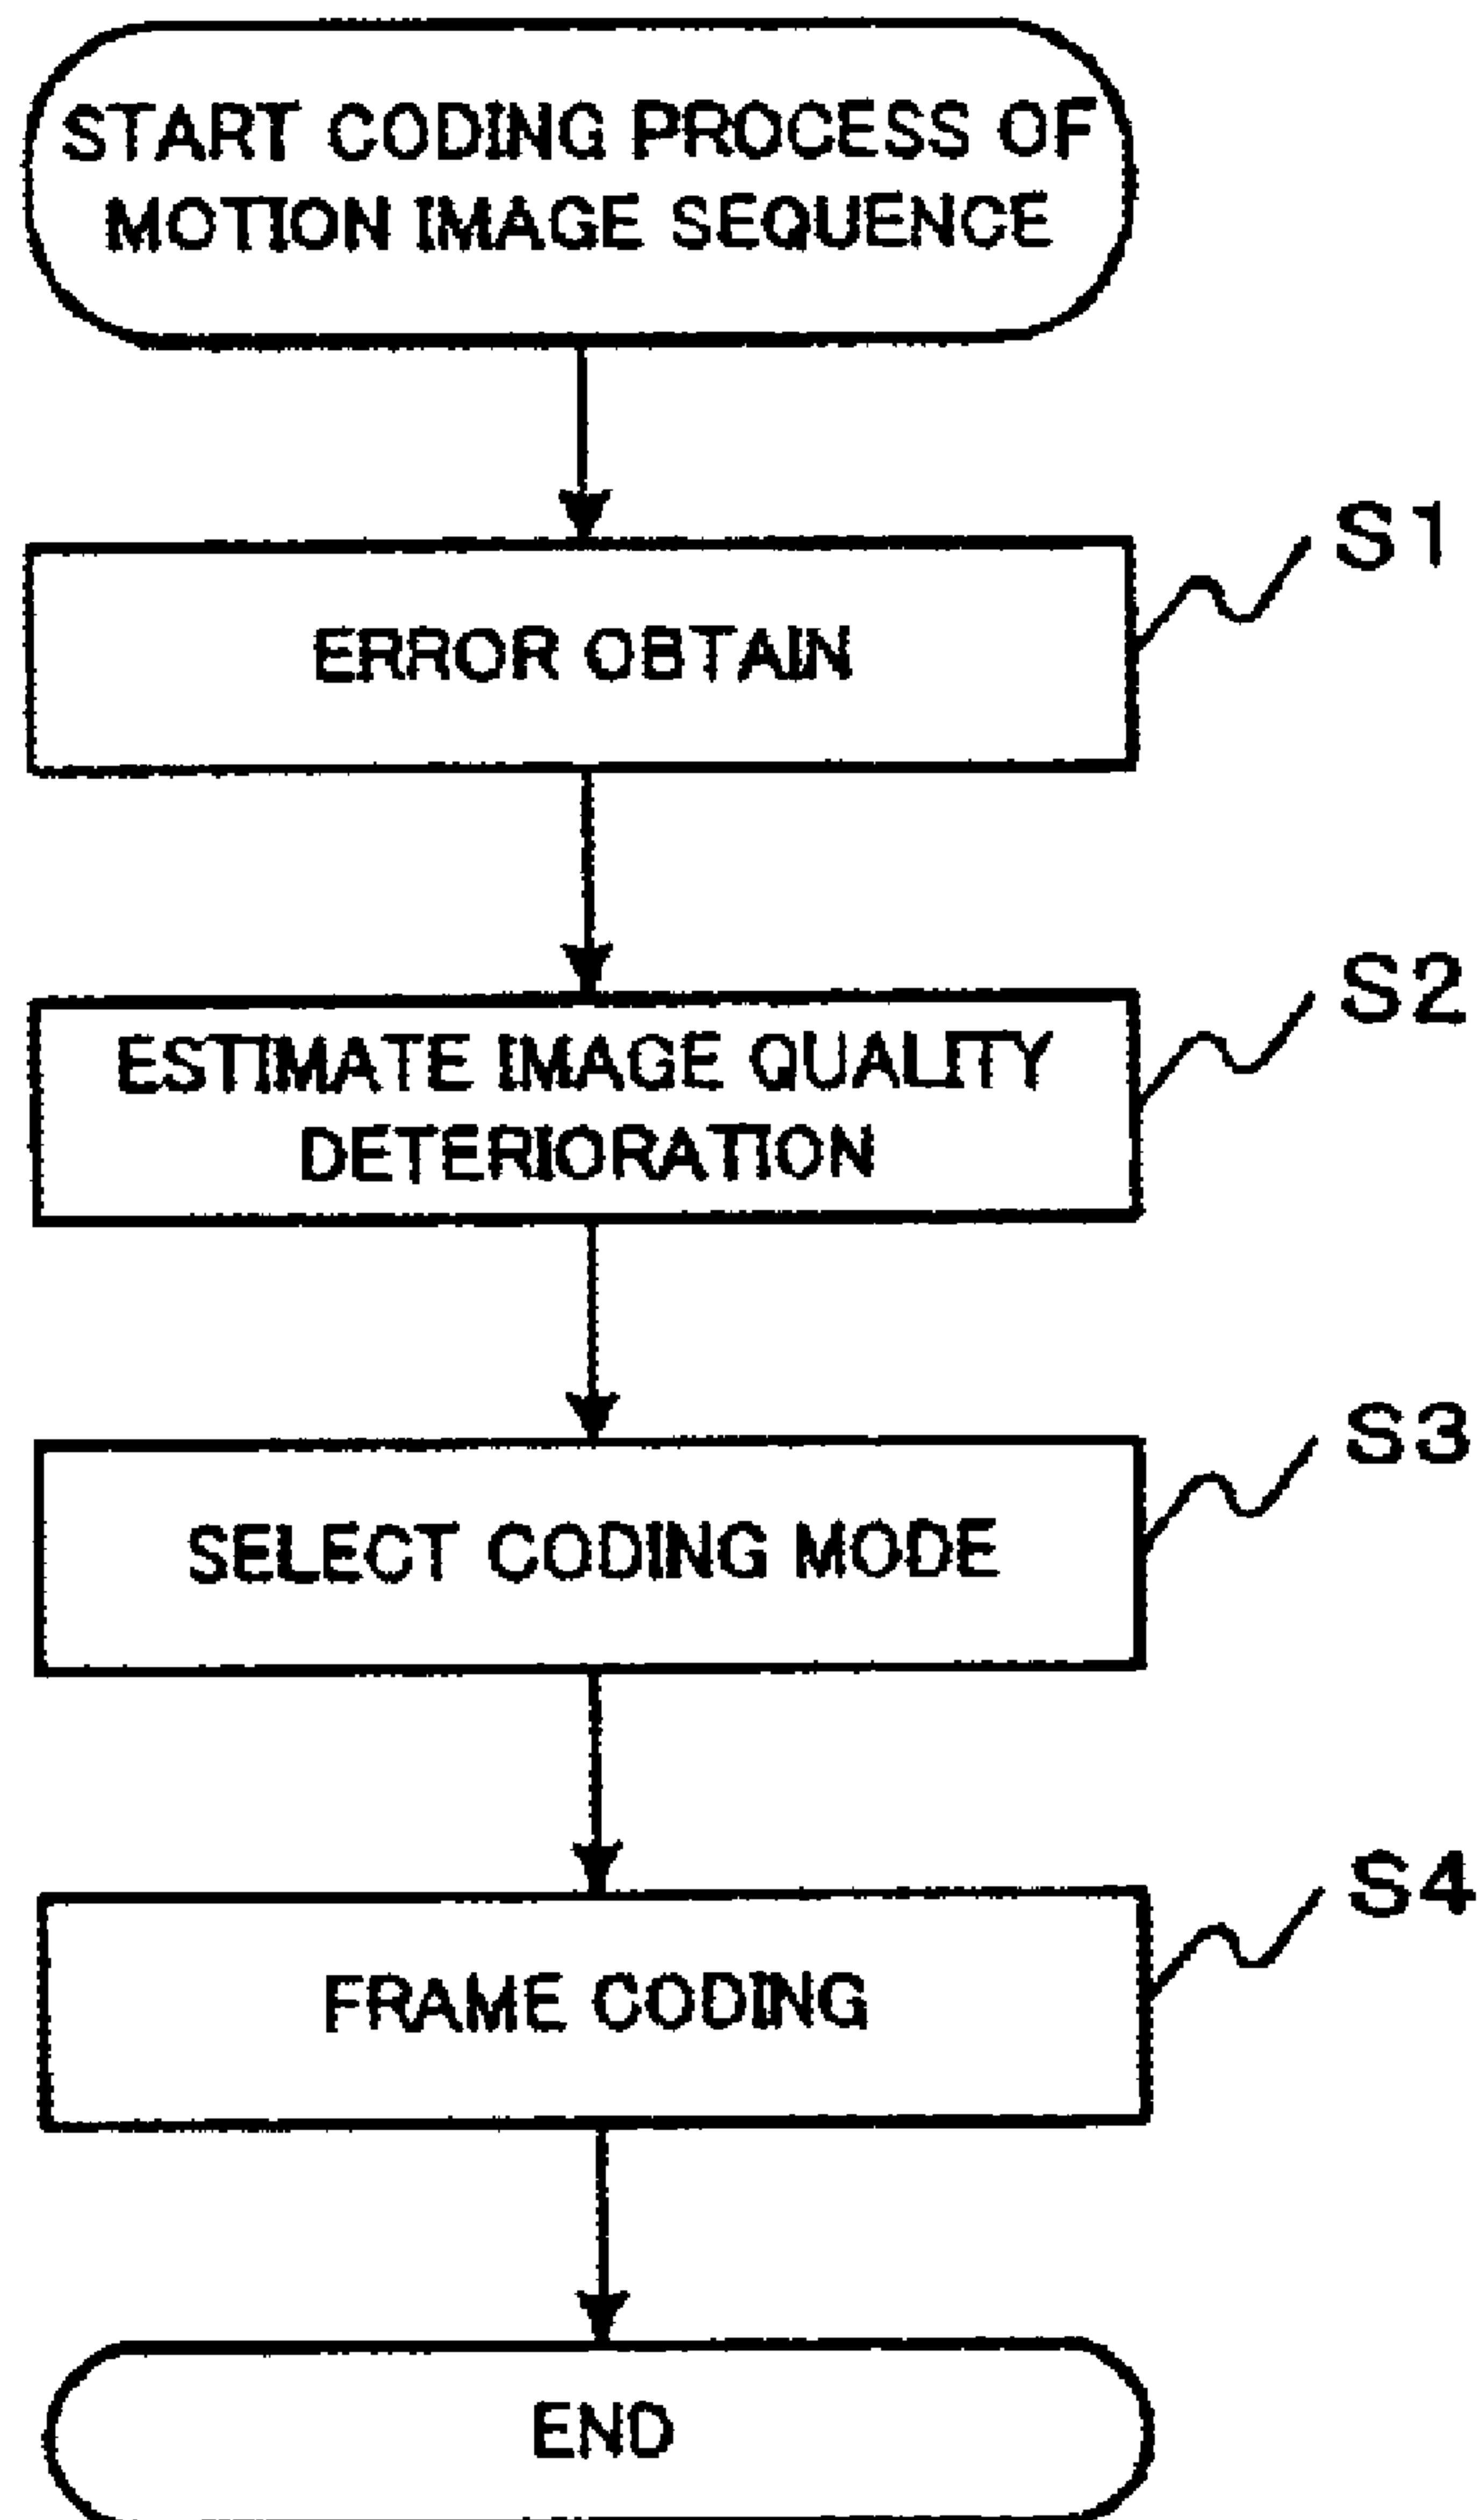 START CODING PROCESS OF
MOTION IMAGE SEQUENCE
S1
ERROR OBTAIN
S2
ESTIMATE IMAGE QUALITY
DETERIORATION
S3
SELECT CODING MODE
S4
FRAME CODING
END